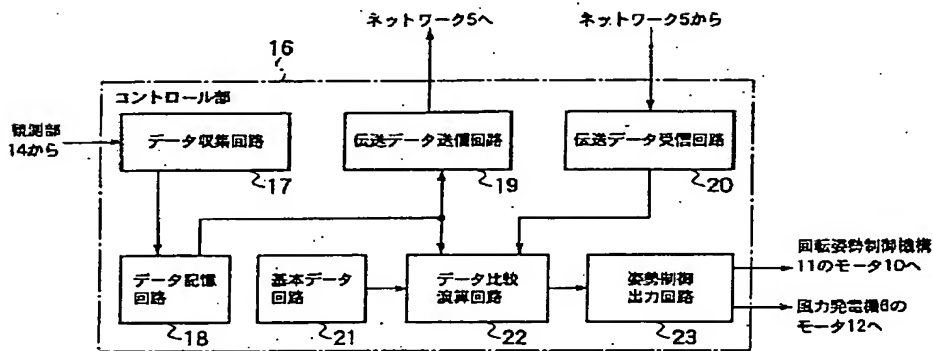 ネットワーク5へ
ネットワーク5から
16
コントロール部
観測部
14から
データ収集回路
17
伝送データ送信回路
19
伝送データ受信回路
20
データ記憶
回路
18
基本データ
回路
21
データ比較
演算回路
22
姿勢制御
出力回路
23
回転姿勢制御機構
11のモータ10へ
風力発電機6の
モータ12へ